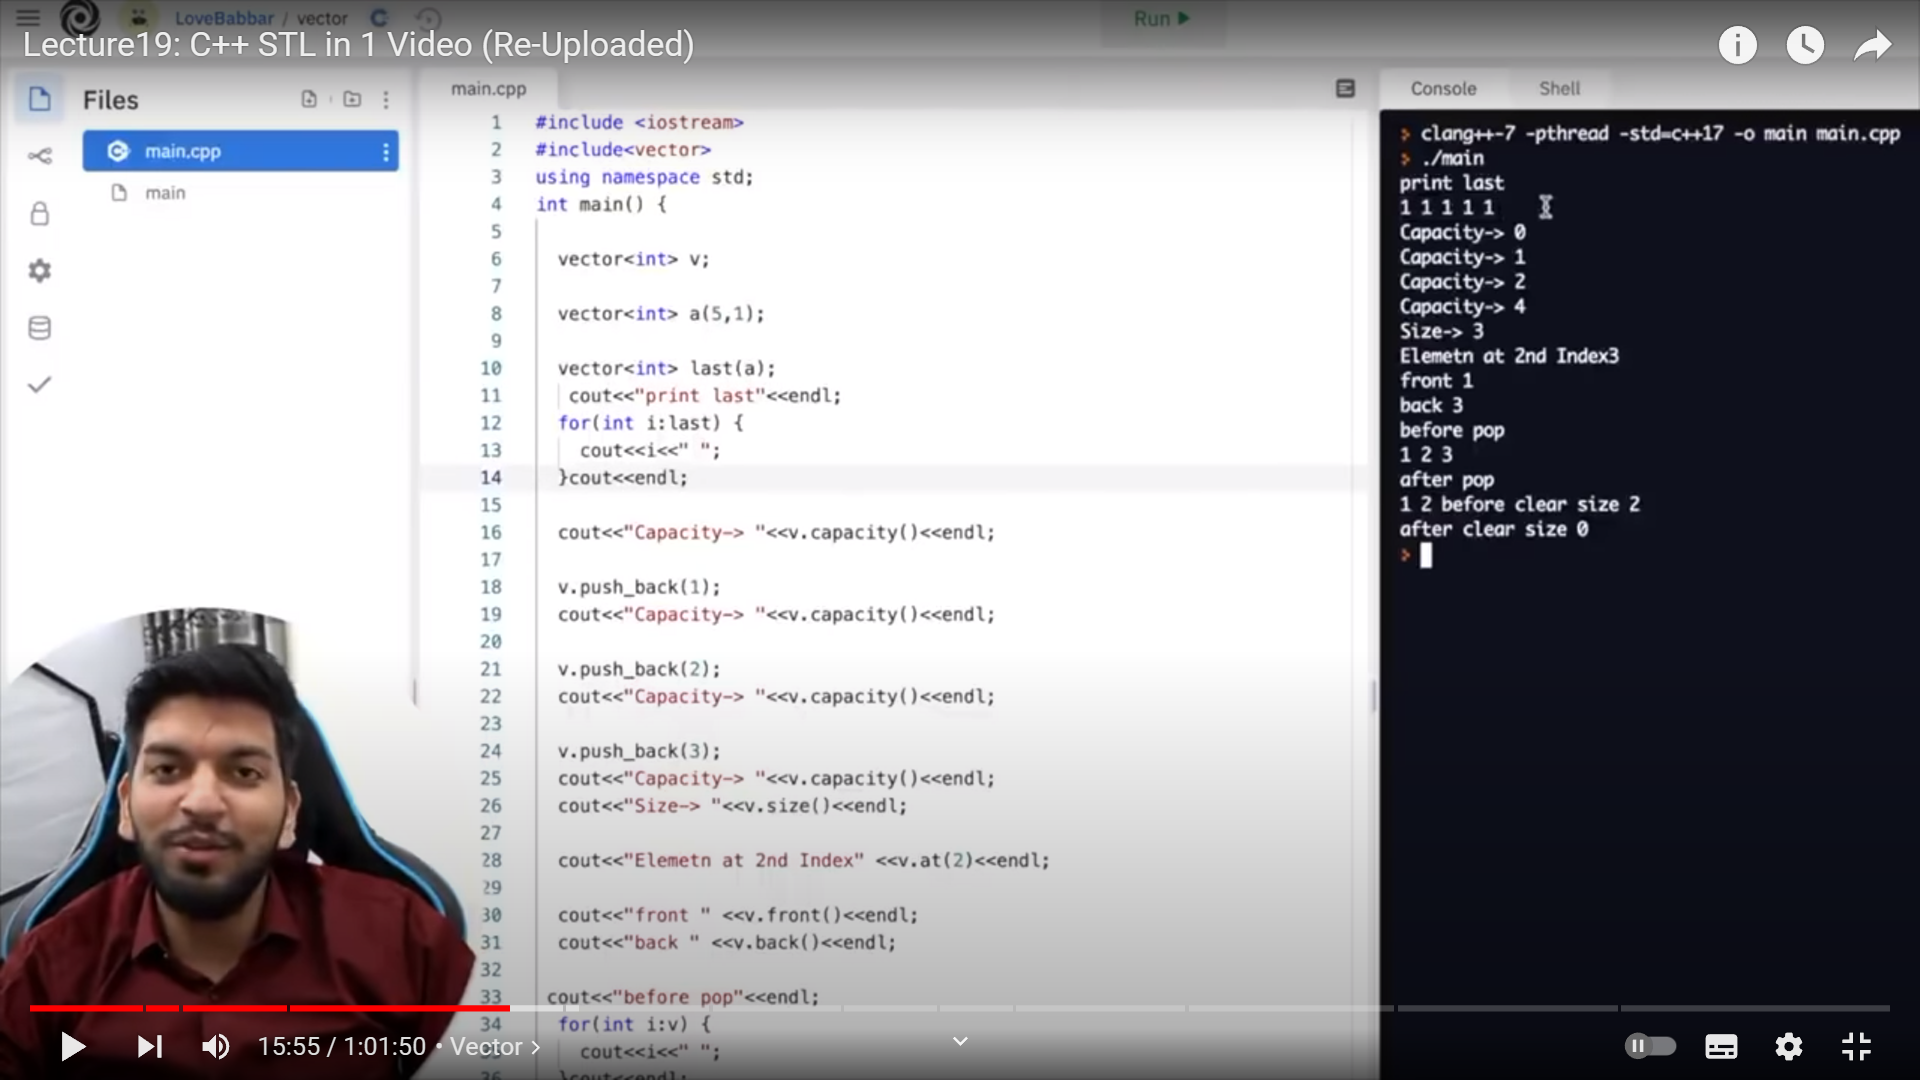 LoveBabbar / vector
Run
Lecture19: C++ STL in 1 Video (Re-Uploaded)
Files
main.cpp
main
main.cpp
1 #include <iostream>
2 #include<vector>
3 using namespace std;
4 int main() {
5
6 vector<int> v;
7
8 vector<int> a(5,1);
9
10 vector<int> last(a);
11 cout<<"print last"<<endl;
12 for(int i:last) {
13 cout<<i<<" ";
14 }cout<<endl;
15
16 cout<<"Capacity-> "<<v.capacity()<<endl;
17
18 v.push_back(1);
19 cout<<"Capacity-> "<<v.capacity()<<endl;
20
21 v.push_back(2);
22 cout<<"Capacity-> "<<v.capacity()<<endl;
23
24 v.push_back(3);
25 cout<<"Capacity-> "<<v.capacity()<<endl;
26 cout<<"Size-> "<<v.size()<<endl;
27
28 cout<<"Elemetn at 2nd Index" <<v.at(2)<<endl;
29
30 cout<<"front " <<v.front()<<endl;
31 cout<<"back " <<v.back()<<endl;
32
33 cout<<"before pop"<<endl;
34 for(int i:v) {
cout<<i<<" ";
}cout<<endl;
Console Shell
> clang++-7 -pthread -std=c++17 -o main main.cpp
> ./main
print last
1 1 1 1 1
Capacity-> 0
Capacity-> 1
Capacity-> 2
Capacity-> 4
Size-> 3
Elemetn at 2nd Index3
front 1
back 3
before pop
1 2 3
after pop
1 2 before clear size 2
after clear size 0
>
15:55 / 1:01:50 • Vector >